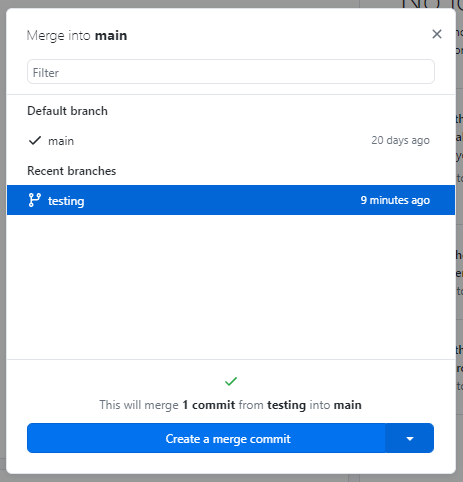 Merge into main
Filter
Default branch
main 20 days ago
Recent branches
testing 9 minutes ago
This will merge 1 commit from testing into main
Create a merge commit